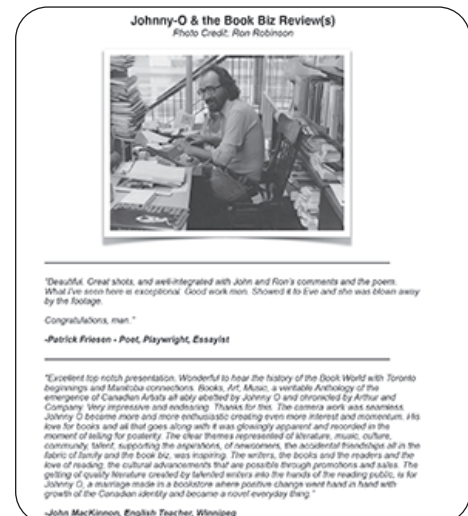 Johnny-O & the Book Biz Review(s)
Photo Credit: Ron Robinson
"Beautiful. Great shots, and well-integrated with John and Ron's comments and the poem.
What I've seen here is exceptional. Good work man. Showed it to Eve and she was blown away
by the footage.
Congratulations, man."
-Patrick Friesen - Poet, Playwright, Essayist
"Excellent top notch presentation. Wonderful to hear the history of the Book World with Toronto
beginnings and Manitoba connections. Books, Art, Music, a veritable Anthology of the
emergence of Canadian Artists all ably abetted by Johnny O and chronicled by Arthur and
Company. Very impressive and endearing. Thanks for this. The camera work was seamless.
Johnny O became more and more enthusiastic creating even more interest and momentum. His
love for books and all that goes along with it was glowingly apparent and recorded in the
moment of telling for posterity. The clear themes represented of literature, music, culture,
community, talent, supporting the aspirations, of newcomers, the accidental friendships all in the
fabric of family and the book biz, was inspiring. The writers, the books and the readers and the
love of reading, the cultural advancements that are possible through promotions and sales. The
getting of quality literature created by talented writers into the hands of the reading public, is for
Johnny O, a marriage made in a bookstore where positive change went hand in hand with
growth of the Canadian identity and became a novel everyday thing."
-John MacKinnon, English Teacher, Winnipeg